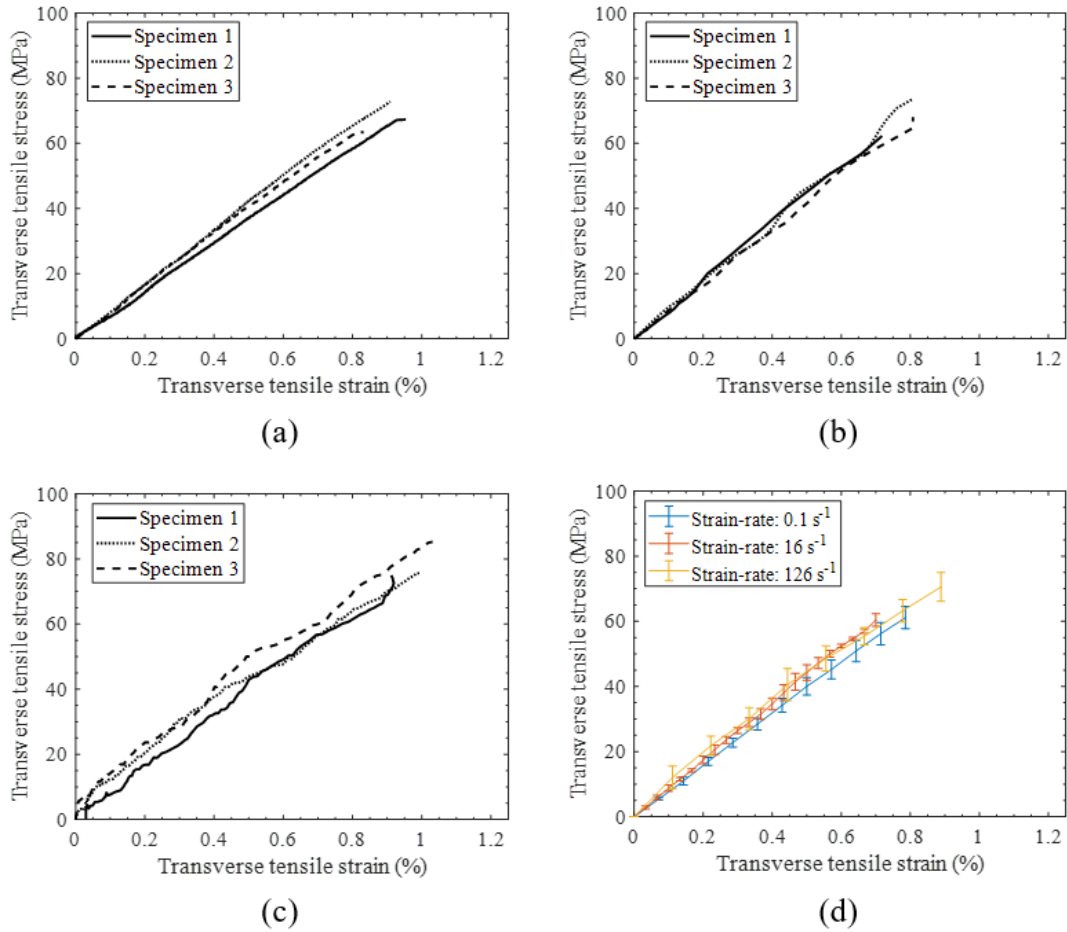 100
80
60
40
20
0
Transverse tensile stress (MPa)
Specimen 1
Specimen 2
Specimen 3
0 0.2 0.4 0.6 0.8 1 1.2
Transverse tensile strain (%)
(a)
100
80
60
40
20
0
Transverse tensile stress (MPa)
Specimen 1
Specimen 2
Specimen 3
0 0.2 0.4 0.6 0.8 1 1.2
Transverse tensile strain (%)
(b)
100
80
60
40
20
0
Transverse tensile stress (MPa)
Specimen 1
Specimen 2
Specimen 3
0 0.2 0.4 0.6 0.8 1 1.2
Transverse tensile strain (%)
(c)
100
80
60
40
20
0
Transverse tensile stress (MPa)
Strain-rate: 0.1 s⁻¹
Strain-rate: 16 s⁻¹
Strain-rate: 126 s⁻¹
0 0.2 0.4 0.6 0.8 1 1.2
Transverse tensile strain (%)
(d)